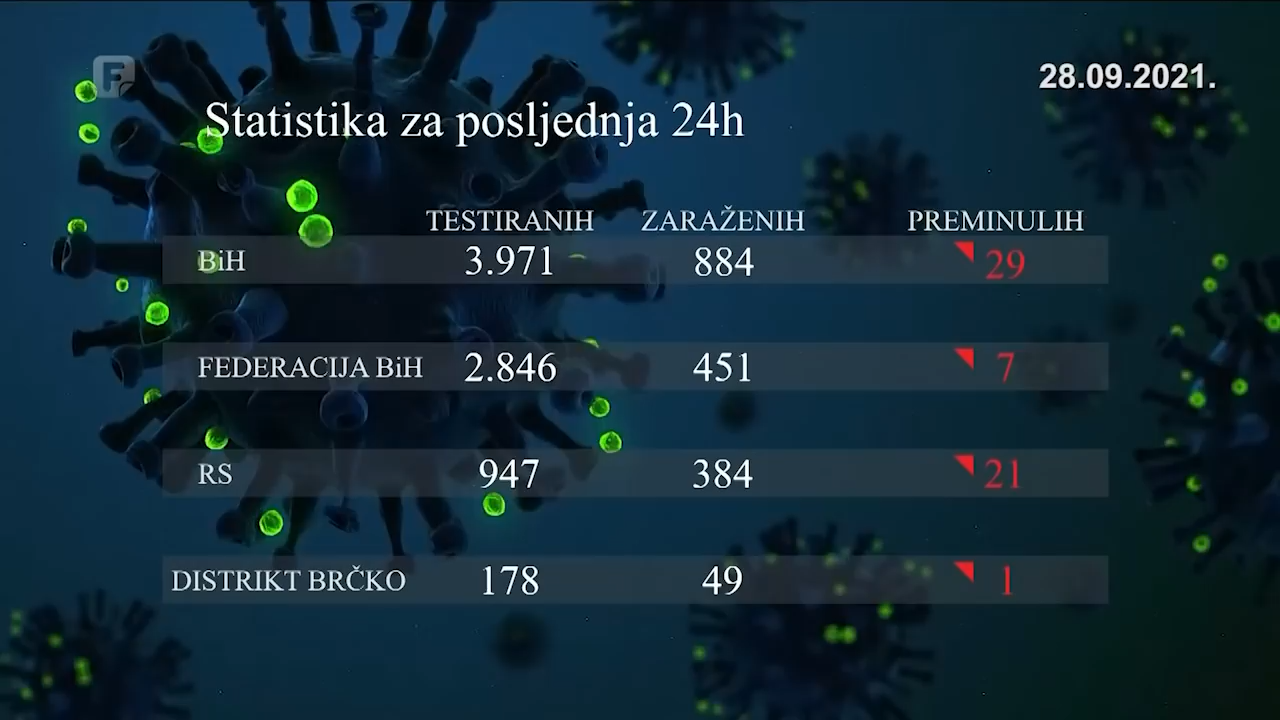 F
28.09.2021.
Statistika za posljednja 24h
TESTIRANIH ZARAŽENIH PREMINULIH
BiH 3.971 884 29
FEDERACIJA BiH 2.846 451 7
RS 947 384 21
DISTRIKT BRČKO 178 49 1